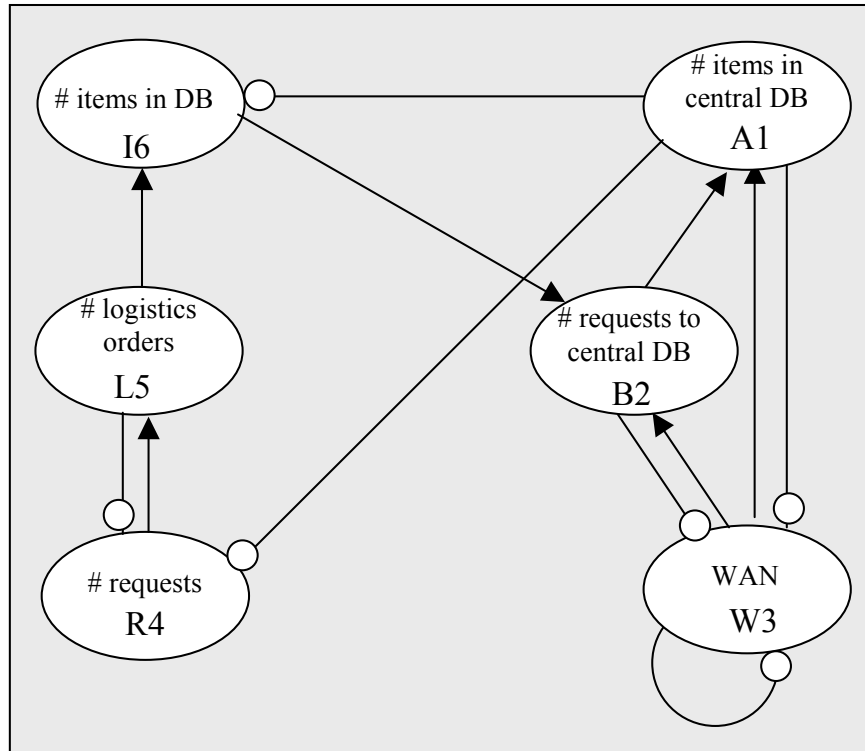 # items in DB
I6
# items in
central DB
A1
# logistics
orders
L5
# requests to
central DB
B2
# requests
R4
WAN
W3